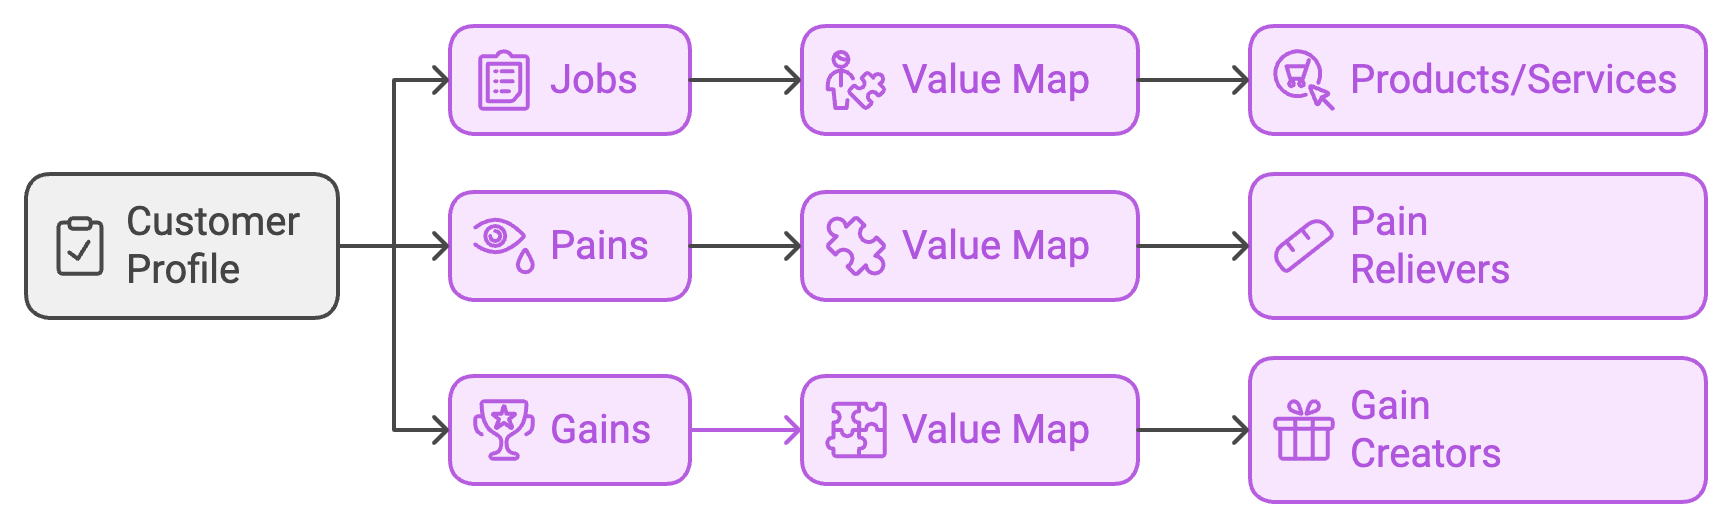 Jobs
Value Map
Products/Services
Customer
Profile
Pains
Value Map
Pain
Relievers
Gains
Value Map
Gain
Creators